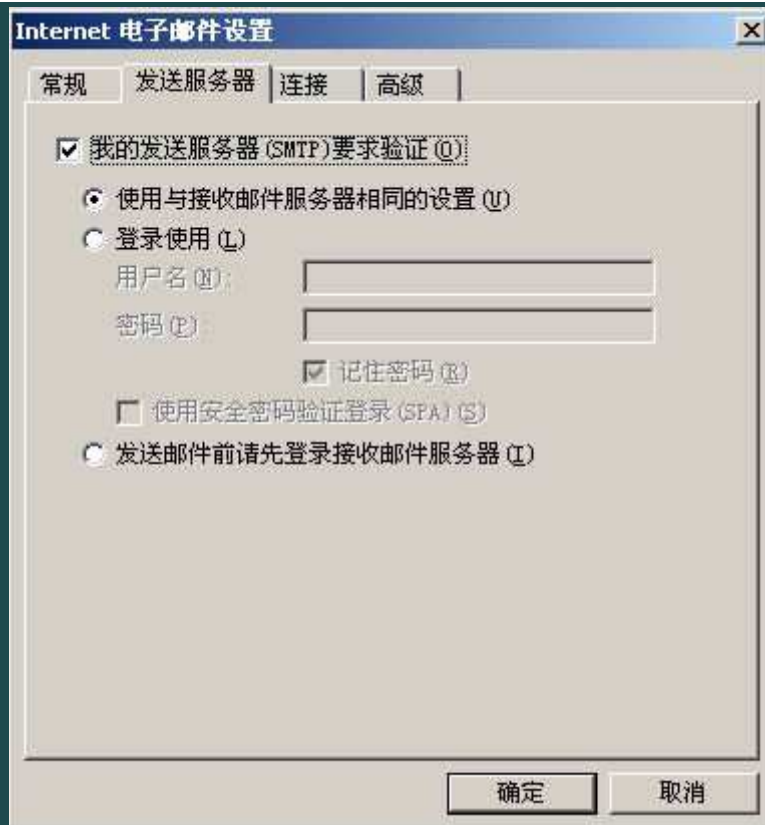 Internet 电子邮件设置
常规 发送服务器 连接 高级
我的发送服务器(SMTP)要求验证(O)
使用与接收邮件服务器相同的设置(U)
登录使用(L)
用户名(N):
密码(P)
记住密码(R)
使用安全密码验证登录(SPA)(S)
发送邮件前请先登录接收邮件服务器(I)
确定 取消